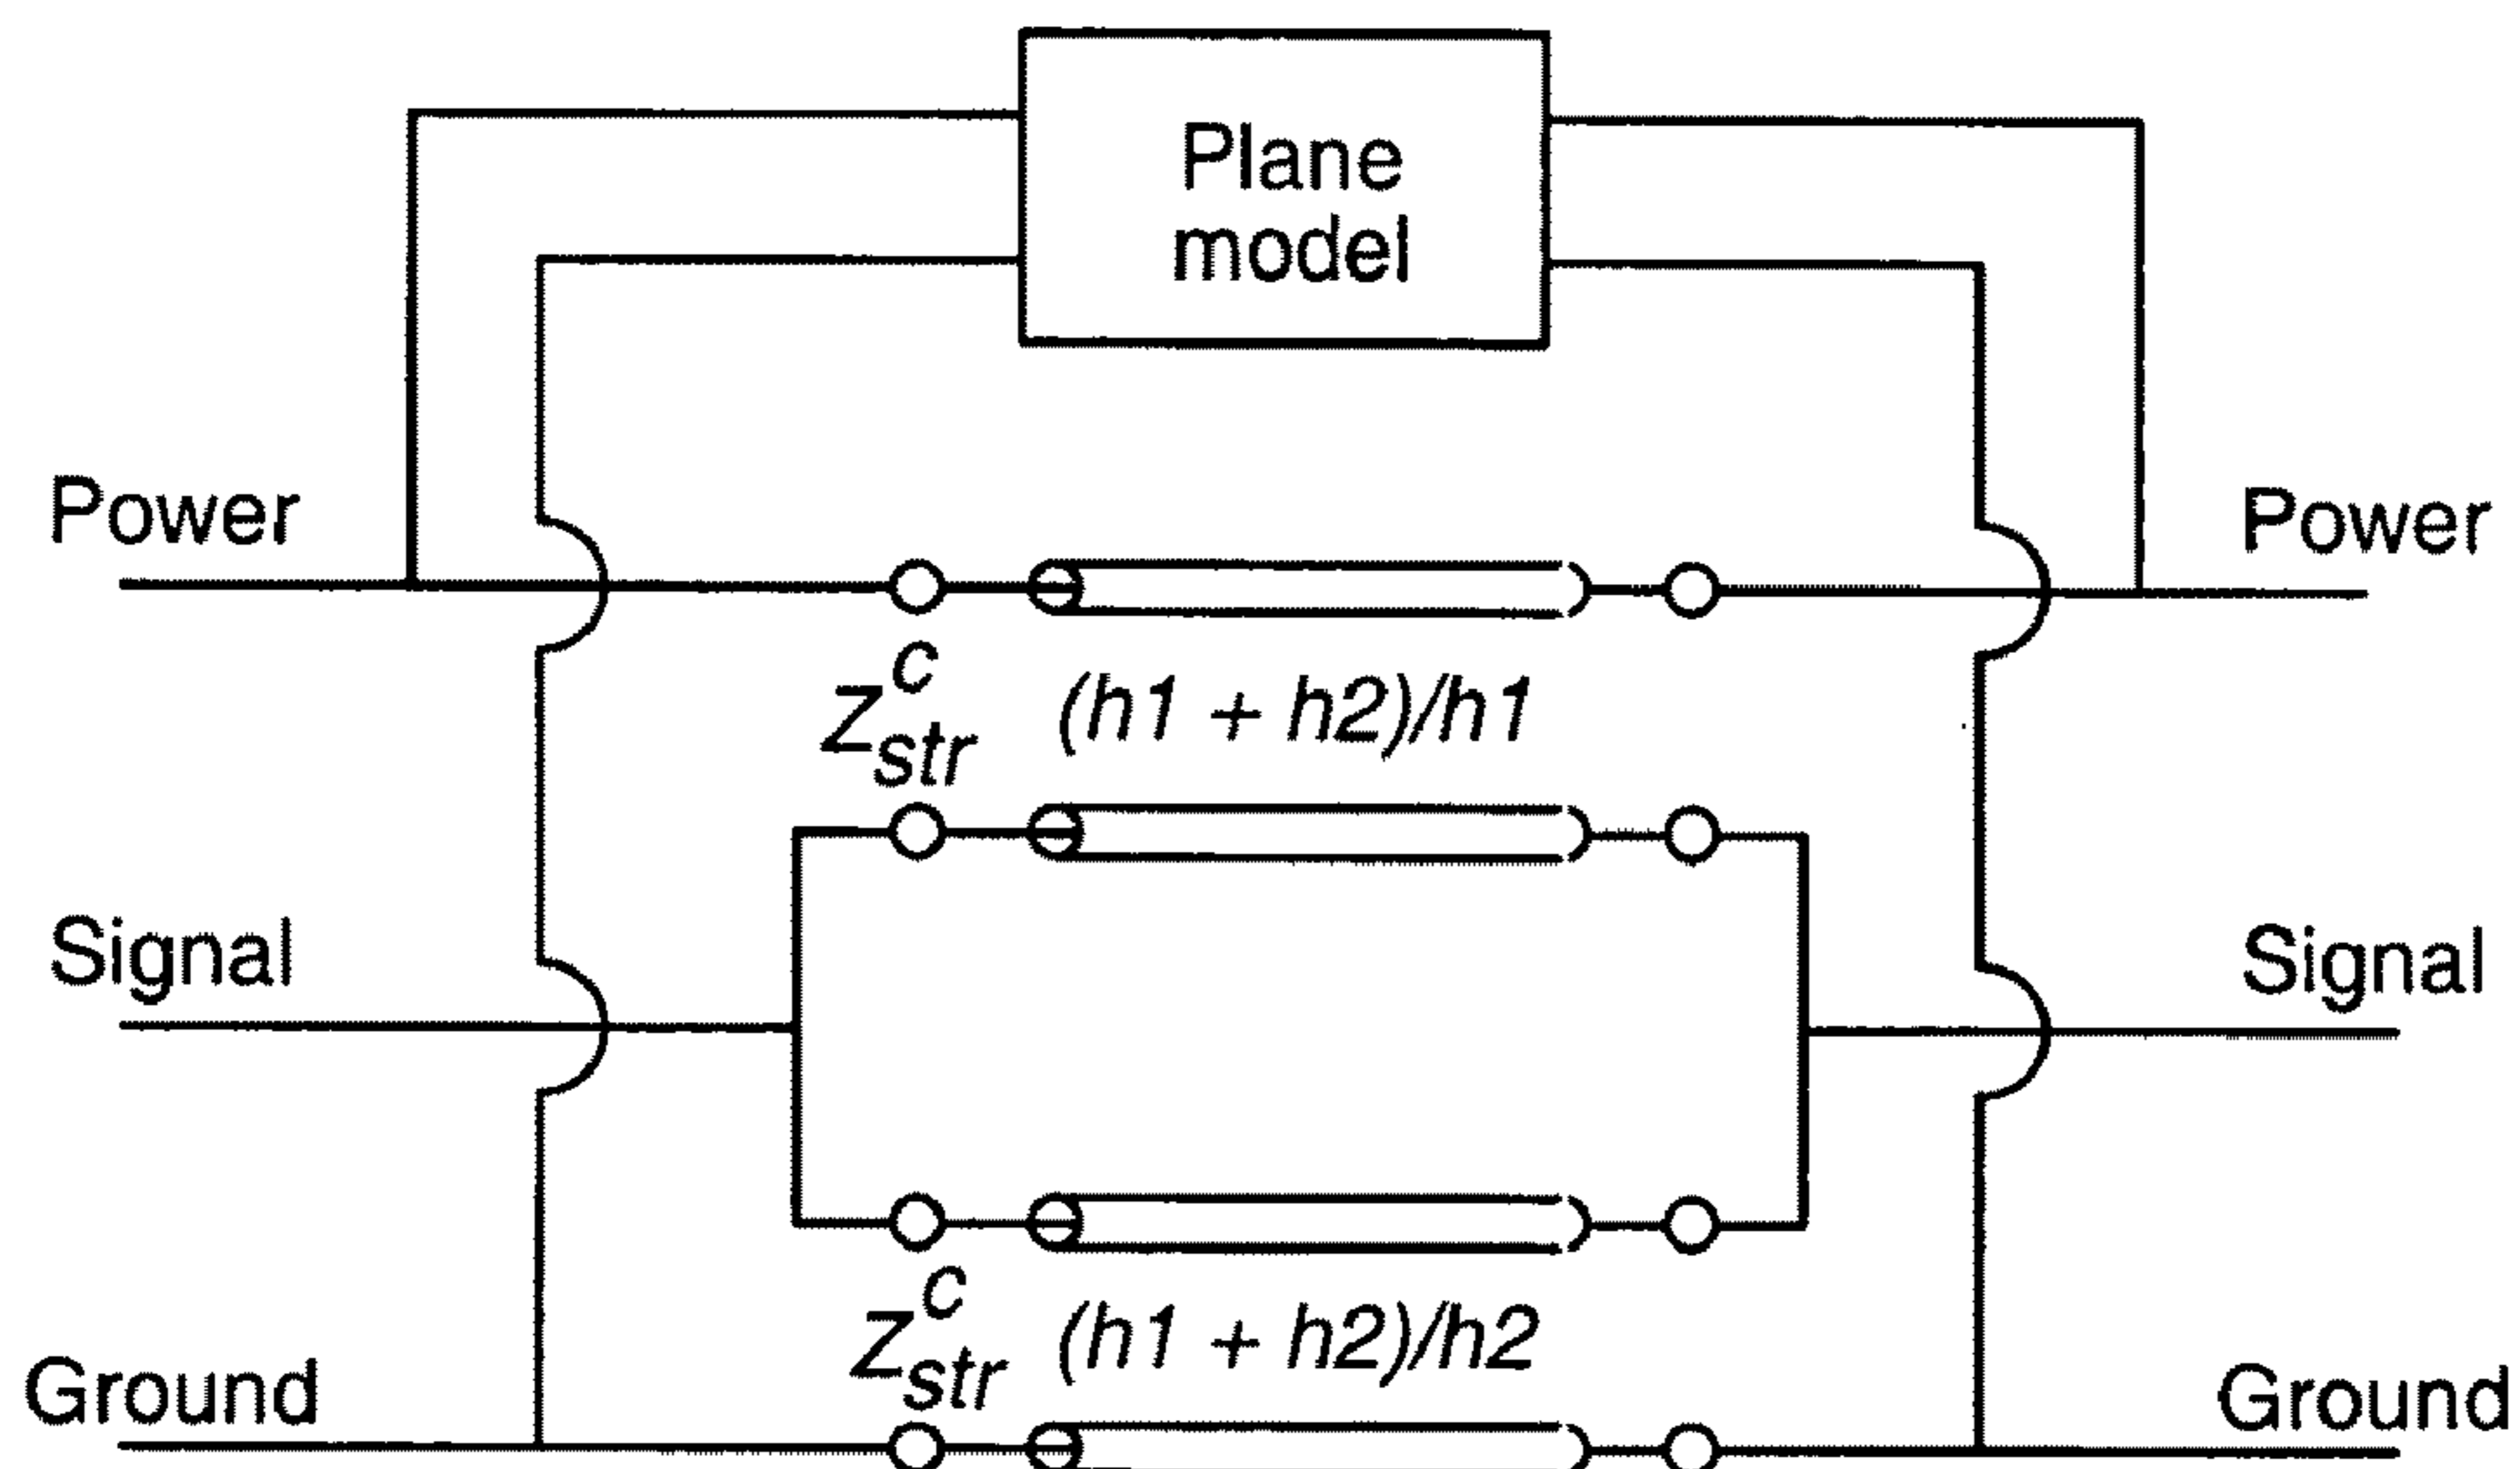 Plane
model
Power
Power
Z^c_str (h1 + h2)/h1
Signal
Signal
Z^c_str (h1 + h2)/h2
Ground
Ground